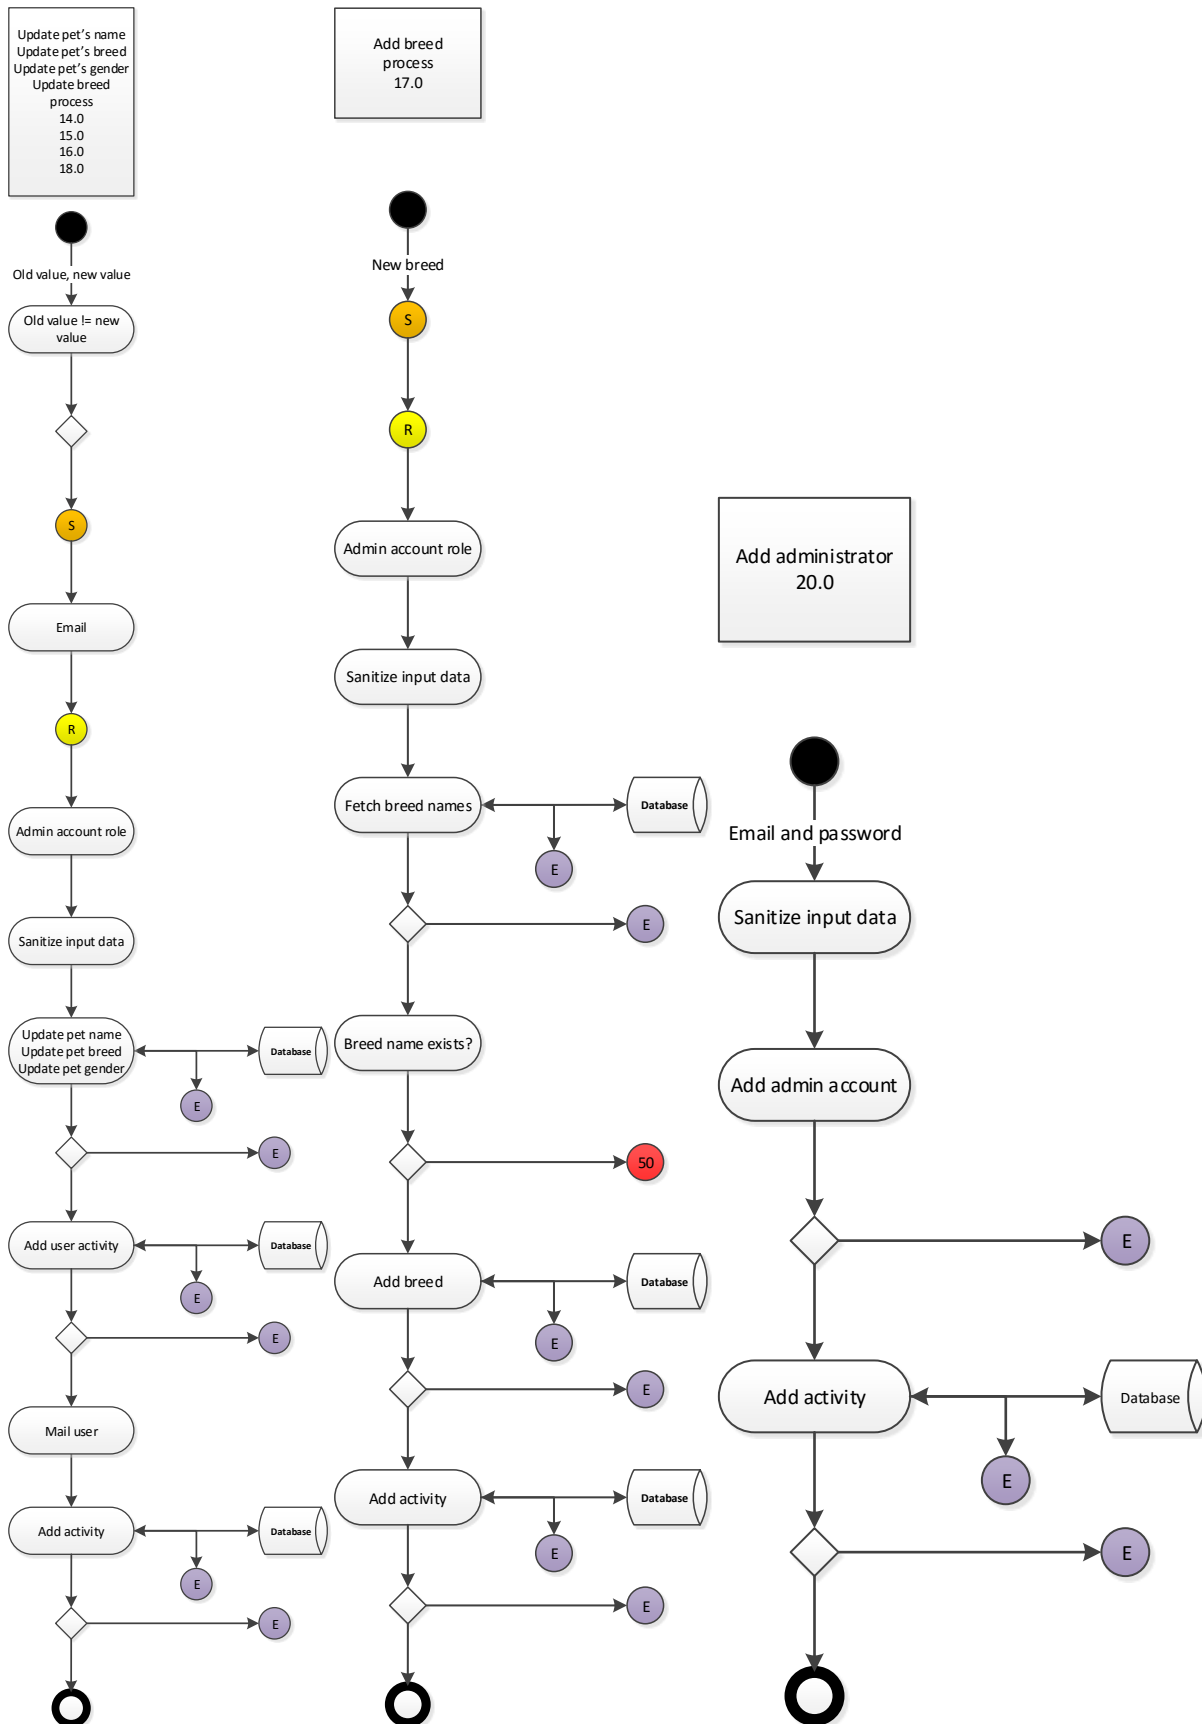 Update pet's name
Update pet's breed
Update pet's gender
Update breed
process
14.0
15.0
16.0
18.0
Old value, new value
Old value != new
value
S
Email
R
Admin account role
Sanitize input data
Update pet name
Update pet breed
Update pet gender
Database
E
E
Add user activity
Database
E
E
Mail user
Add activity
Database
E
E
Add breed
process
17.0
New breed
S
R
Admin account role
Sanitize input data
Fetch breed names
Database
E
E
Breed name exists?
50
Add breed
Database
E
E
Add activity
Database
E
E
Add administrator
20.0
Email and password
Sanitize input data
Add admin account
E
Add activity
Database
E
E